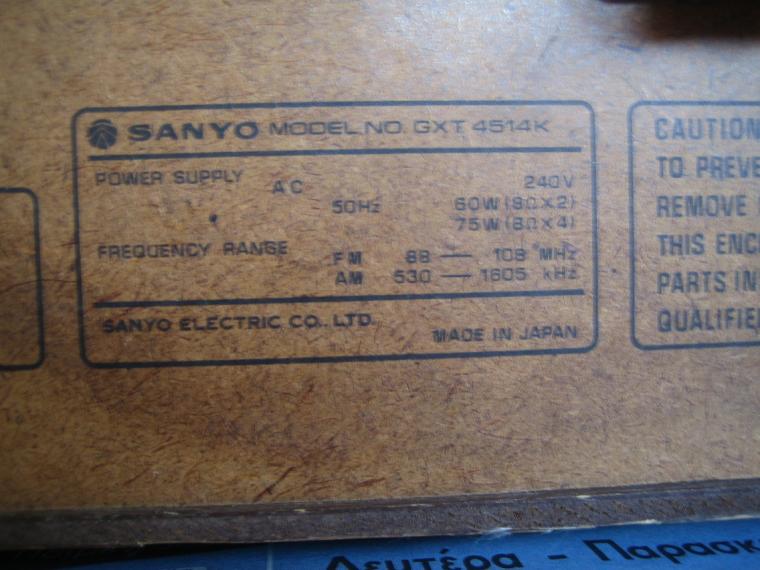 SANYO MODEL NO. GXT 4514K
POWER SUPPLY AC 240V
50Hz 60W (8Ω X 2)
75W (8Ω X 4)
FREQUENCY RANGE FM 88 — 108 MHz
AM 530 — 1605 kHz
SANYO ELECTRIC CO., LTD.
MADE IN JAPAN
CAUTION
TO PREVE
REMOVE
THIS ENC
PARTS IN
QUALIFIE
Δευτέρα - Παρασκ